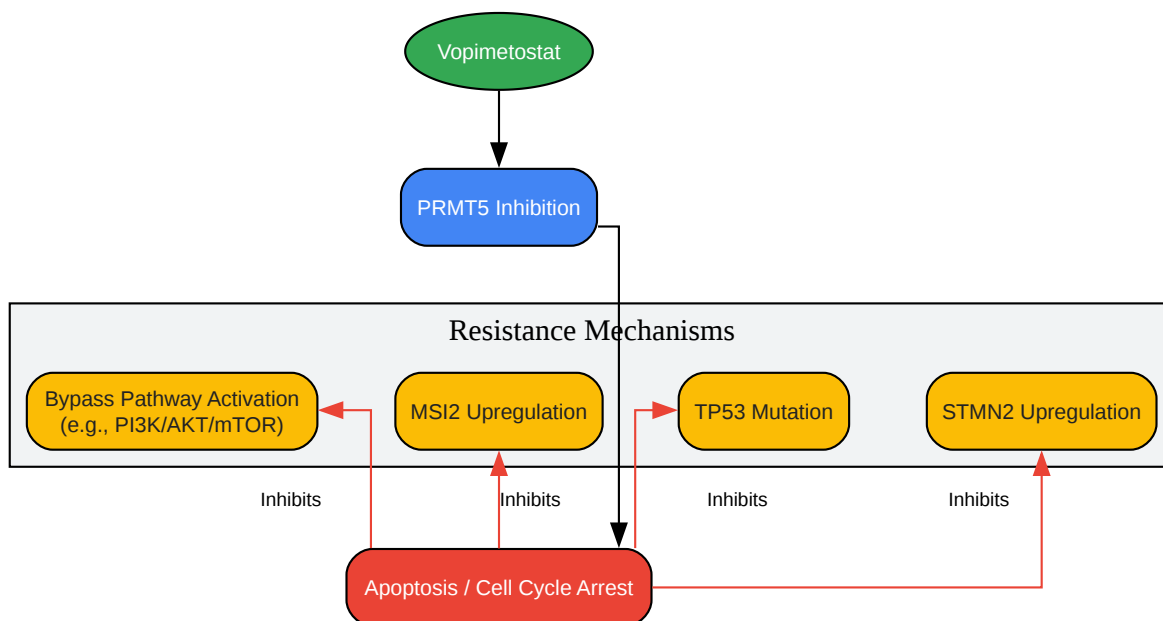 Vopimetostat
PRMT5 Inhibition
Resistance Mechanisms
Bypass Pathway Activation
(e.g., PI3K/AKT/mTOR)
MSI2 Upregulation
TP53 Mutation
STMN2 Upregulation
Inhibits
Inhibits
Inhibits
Inhibits
Apoptosis / Cell Cycle Arrest